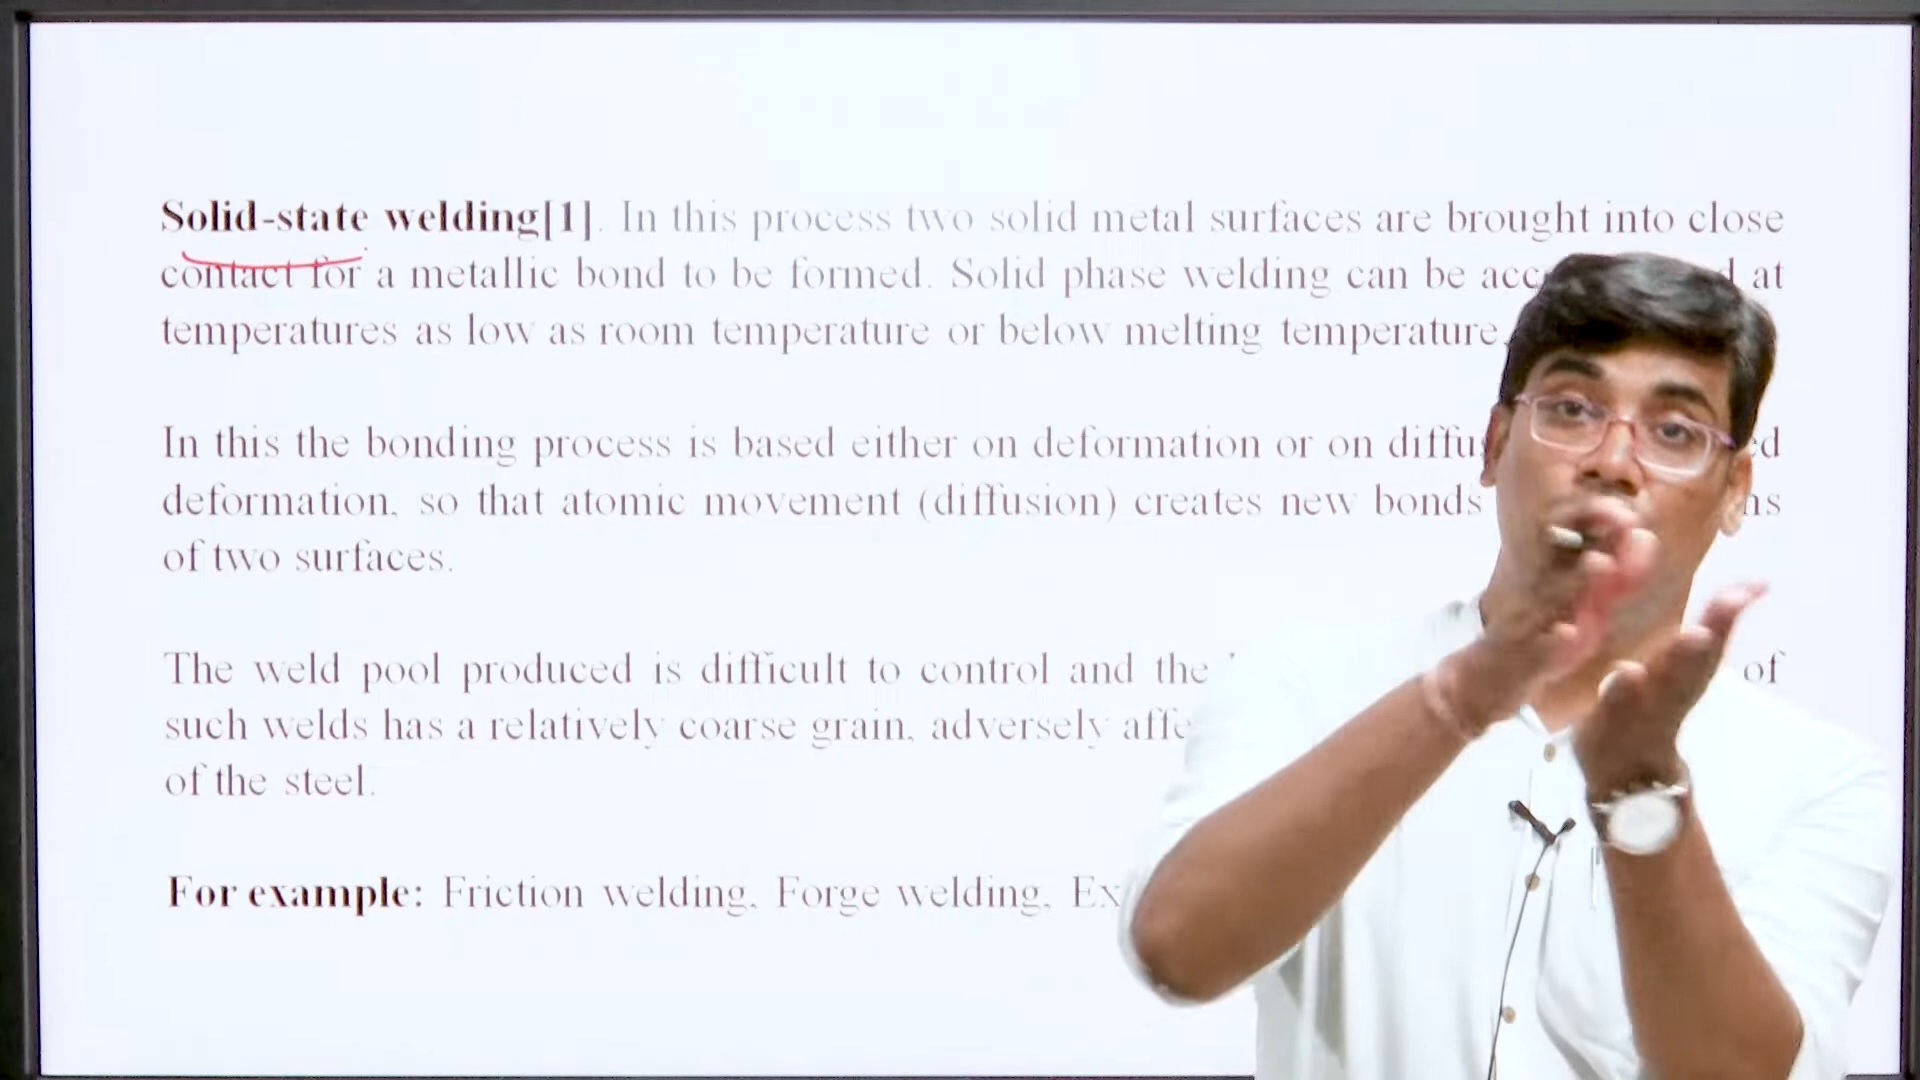 Solid-state welding[1]. In this process two solid metal surfaces are brought into close
contact for a metallic bond to be formed. Solid phase welding can be at
temperatures as low as room temperature or below melting temperature.
In this the bonding process is based either on deformation or on
deformation, so that atomic movement (diffusion) creates new bonds
of two surfaces.
The weld pool produced is difficult to control and the of
such welds has a relatively coarse grain, adversely
of the steel.
For example: Friction welding, Forge welding,